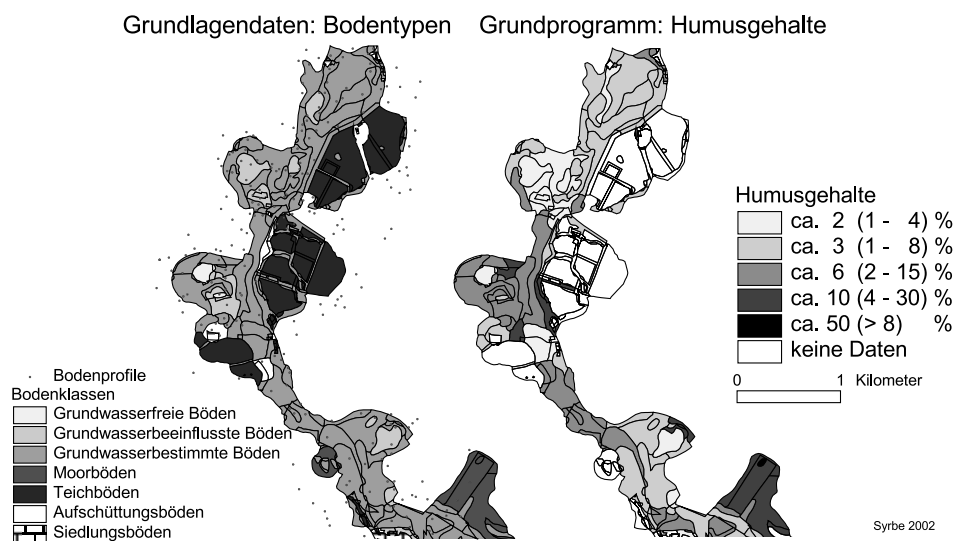 Grundlagendaten: Bodentypen
Grundprogramm: Humusgehalte
Humusgehalte
ca. 2 (1 - 4) %
ca. 3 (1 - 8) %
ca. 6 (2 - 15) %
ca. 10 (4 - 30) %
ca. 50 (> 8) %
keine Daten
0 1 Kilometer
Bodenprofile
Bodenklassen
Grundwasserfreie Böden
Grundwasserbeeinflusste Böden
Grundwasserbestimmte Böden
Moorböden
Teichböden
Aufschüttungsböden
Siedlungsböden
Syrbe 2002